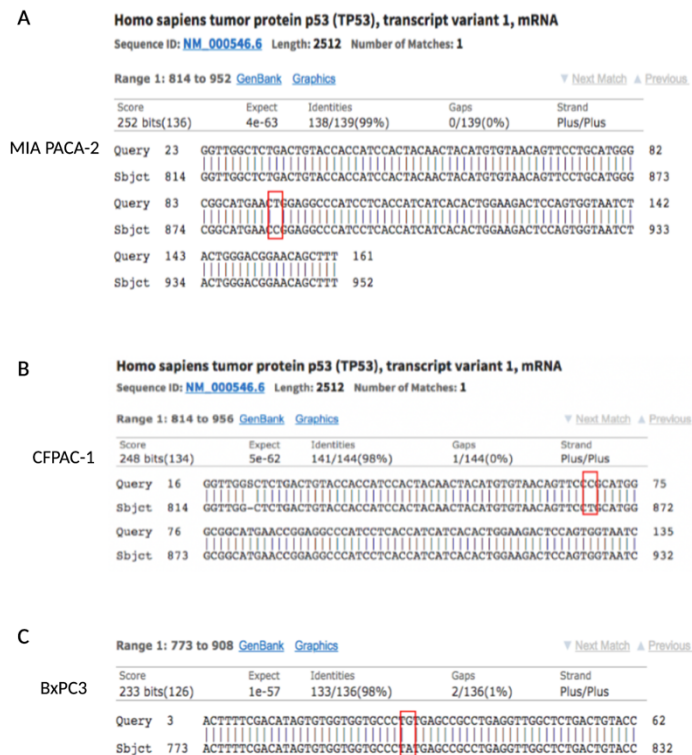 A
Homo sapiens tumor protein p53 (TP53), transcript variant 1, mRNA
Sequence ID: NM_000546.6 Length: 2512 Number of Matches: 1
Range 1: 814 to 952 GenBank Graphics ▼ Next Match ▲ Previous
Score Expect Identities Gaps Strand
252 bits(136) 4e-63 138/139(99%) 0/139(0%) Plus/Plus
MIA PACA-2
Query 23 GGTTGGCTCTGACTGTACCACCATCCACTACAACTACATGTGTAACAGTTCCTGCATGGG 82
Sbjct 814 GGTTGGCTCTGACTGTACCACCATCCACTACAACTACATGTGTAACAGTTCCTGCATGGG 873
Query 83 CGGCATGAACTGGAGGCCCATCCTCACCATCATCACACTGGAAGACTCCAGTGGTAATCT 142
Sbjct 874 CGGCATGAACCGGAGGCCCATCCTCACCATCATCACACTGGAAGACTCCAGTGGTAATCT 933
Query 143 ACTGGGACGGAACAGCTTT 161
Sbjct 934 ACTGGGACGGAACAGCTTT 952
B
Homo sapiens tumor protein p53 (TP53), transcript variant 1, mRNA
Sequence ID: NM_000546.6 Length: 2512 Number of Matches: 1
Range 1: 814 to 956 GenBank Graphics ▼ Next Match ▲ Previous
Score Expect Identities Gaps Strand
248 bits(134) 5e-62 141/144(98%) 1/144(0%) Plus/Plus
CFPAC-1
Query 16 GGTTGGSCTCTGACTGTACCACCATCCACTACAACTACATGTGTAACAGTTCCCGCATGG 75
Sbjct 814 GGTTGG-CTCTGACTGTACCACCATCCACTACAACTACATGTGTAACAGTTCCTGCATGG 872
Query 76 GCGGCATGAACCGGAGGCCCATCCTCACCATCATCACACTGGAAGACTCCAGTGGTAATC 135
Sbjct 873 GCGGCATGAACCGGAGGCCCATCCTCACCATCATCACACTGGAAGACTCCAGTGGTAATC 932
C
Range 1: 773 to 908 GenBank Graphics ▼ Next Match ▲ Previous
Score Expect Identities Gaps Strand
233 bits(126) 1e-57 133/136(98%) 2/136(1%) Plus/Plus
BxPC3
Query 3 ACTTTTCGACATAGTGTGGTGGTGCCCTGTGAGCCGCCTGAGGTTGGCTCTGACTGTACC 62
Sbjct 773 ACTTTTCGACATAGTGTGGTGGTGCCCTATGAGCCGCCTGAGGTTGGCTCTGACTGTACC 832